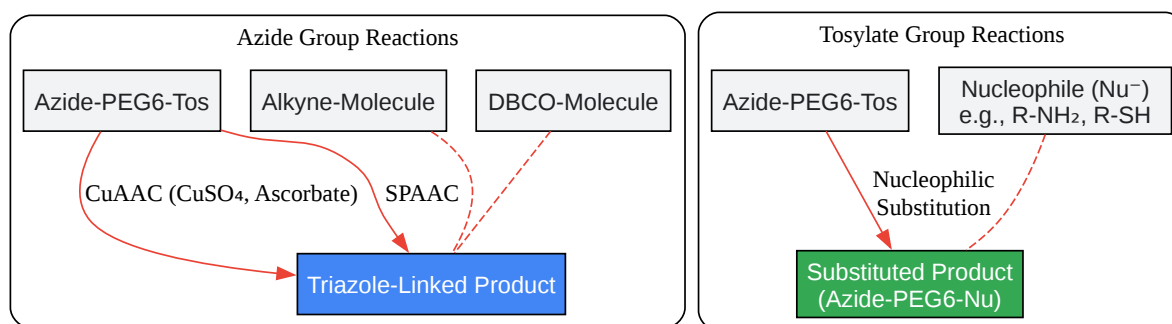 Azide Group Reactions
Azide-PEG6-Tos
Alkyne-Molecule
DBCO-Molecule
CuAAC (CuSO₄, Ascorbate)
SPAAC
Triazole-Linked Product
Tosylate Group Reactions
Azide-PEG6-Tos
Nucleophile (Nu⁻)
e.g., R-NH₂, R-SH
Nucleophilic
Substitution
Substituted Product
(Azide-PEG6-Nu)